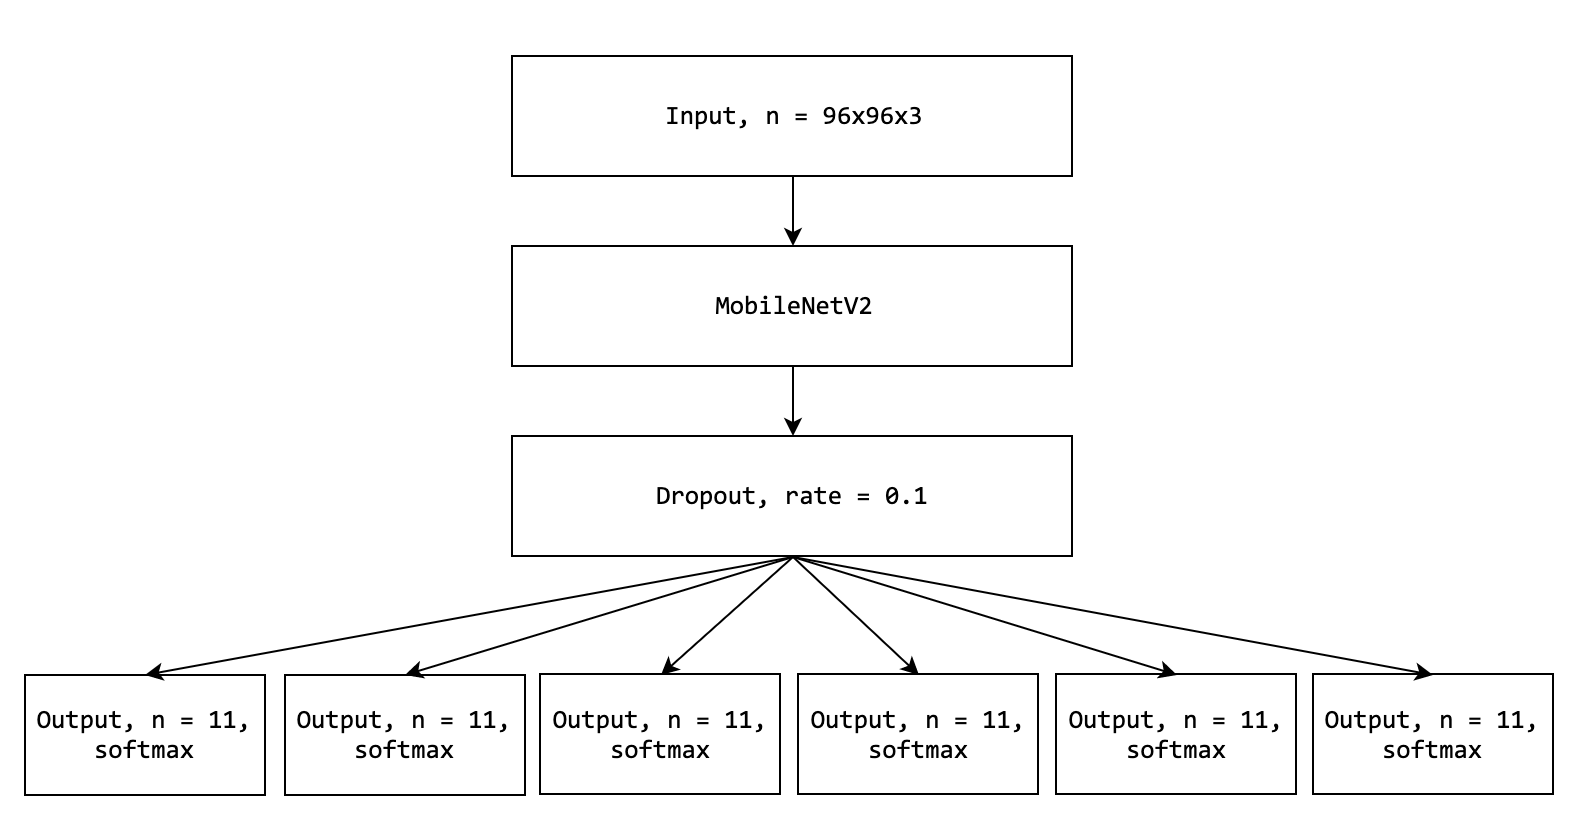 Input, n = 96x96x3
MobileNetV2
Dropout, rate = 0.1
Output, n = 11,
softmax
Output, n = 11,
softmax
Output, n = 11,
softmax
Output, n = 11,
softmax
Output, n = 11,
softmax
Output, n = 11,
softmax